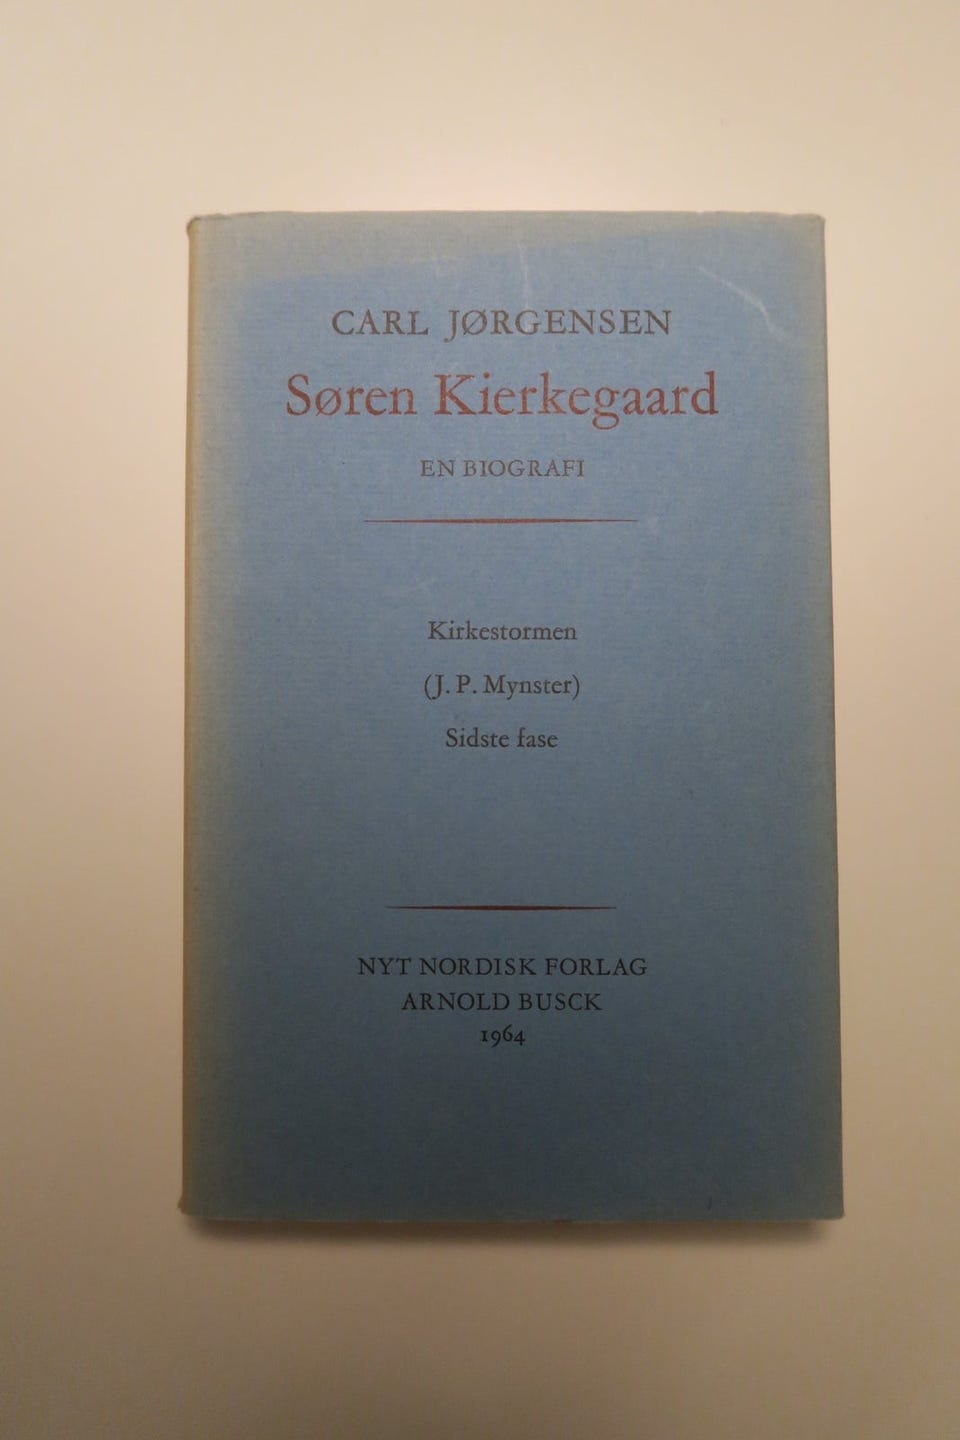 CARL JØRGENSEN
Søren Kierkegaard
EN BIOGRAFI
Kirkestormen
(J. P. Mynster)
Sidste fase
NYT NORDISK FORLAG
ARNOLD BUSCK
1964